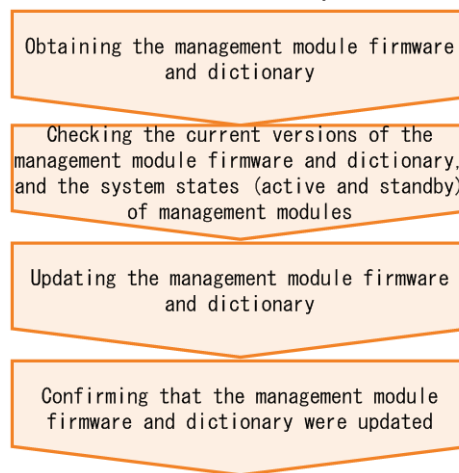 Obtaining the management module firmware
and dictionary
Checking the current versions of the
management module firmware and dictionary,
and the system states (active and standby)
of management modules
Updating the management module firmware
and dictionary
Confirming that the management module
firmware and dictionary were updated